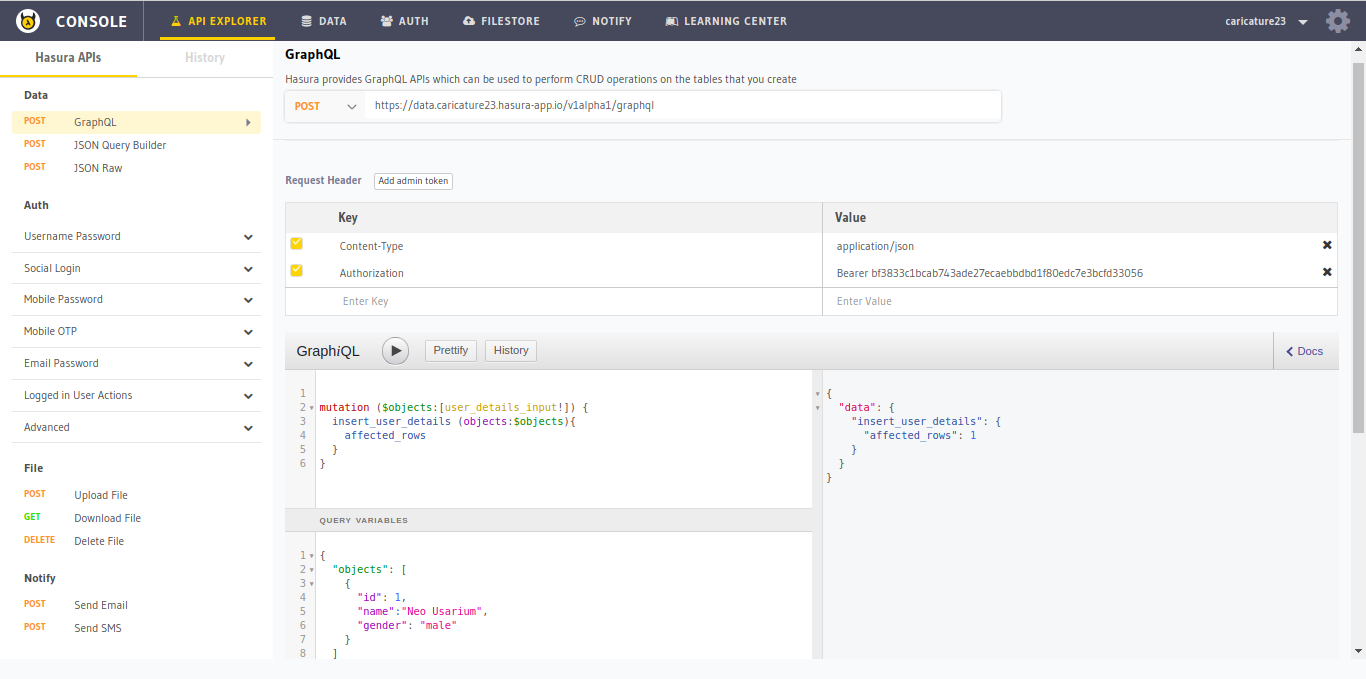 CONSOLE API EXPLORER DATA AUTH FILESTORE NOTIFY LEARNING CENTER caricature23
Hasura APIs History
Data
POST GraphQL
POST JSON Query Builder
POST JSON Raw
Auth
Username Password
Social Login
Mobile Password
Mobile OTP
Email Password
Logged in User Actions
Advanced
File
POST Upload File
GET Download File
DELETE Delete File
Notify
POST Send Email
POST Send SMS
GraphQL
Hasura provides GraphQL APIs which can be used to perform CRUD operations on the tables that you create
POST https://data.caricature23.hasura-app.io/v1alpha1/graphql
Request Header Add admin token
Key Value
Content-Type application/json
Authorization Bearer bf3833c1bcab743ade27ecaebbdbd1f80edc7e3bcfd33056
Enter Key Enter Value
GraphiQL Prettify History Docs
1
2 mutation ($objects:[user_details_input!]) {
3 insert_user_details (objects:$objects){
4 affected_rows
5 }
6 }
QUERY VARIABLES
1 {
2 "objects": [
3 {
4 "id": 1,
5 "name":"Neo Usarium",
6 "gender": "male"
7 }
8 ]
{
"data": {
"insert_user_details": {
"affected_rows": 1
}
}
}